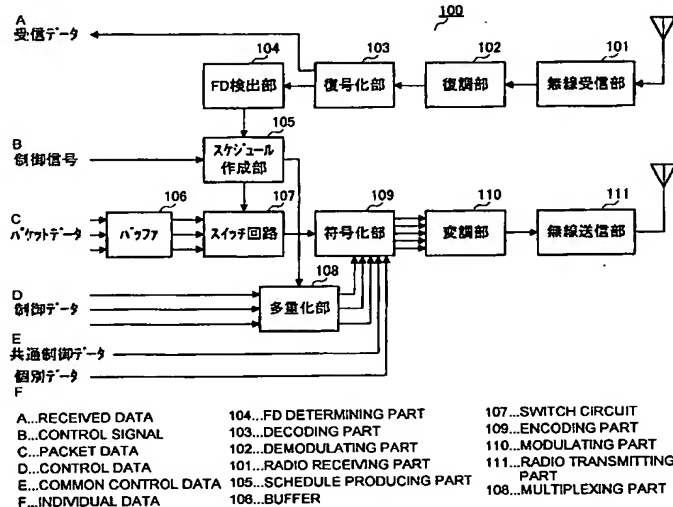 100
A
受信データ
104
103
102
101
FD検出部
復号化部
復調部
無線受信部
105
B
制御信号
スケジュール
作成部
106
107
109
110
111
C
パケットデータ
バッファ
スイッチ回路
符号化部
変調部
無線送信部
108
D
制御データ
多重化部
E
共通制御データ
個別データ
F
A...RECEIVED DATA
B...CONTROL SIGNAL
C...PACKET DATA
D...CONTROL DATA
E...COMMON CONTROL DATA
F...INDIVIDUAL DATA
104...FD DETERMINING PART
103...DECODING PART
102...DEMODULATING PART
101...RADIO RECEIVING PART
105...SCHEDULE PRODUCING PART
106...BUFFER
107...SWITCH CIRCUIT
109...ENCODING PART
110...MODULATING PART
111...RADIO TRANSMITTING
PART
108...MULTIPLEXING PART